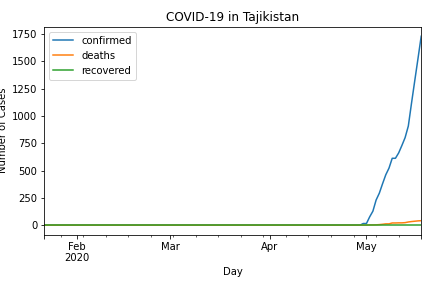 COVID-19 in Tajikistan
confirmed
deaths
recovered
1750
1500
1250
1000
750
500
250
0
Number of Cases
Feb
2020
Mar
Apr
May
Day